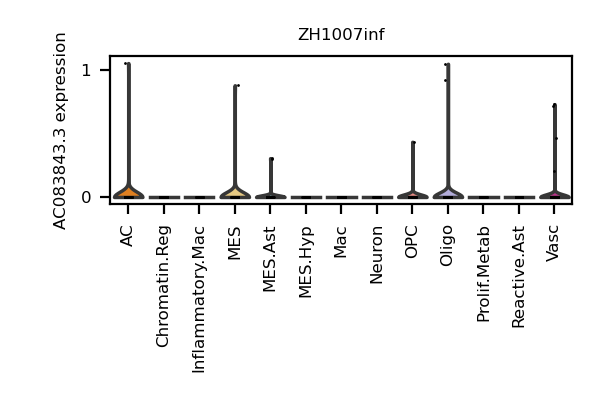 ZH1007inf
AC083843.3 expression
1
0
AC
Chromatin.Reg
Inflammatory.Mac
MES
MES.Ast
MES.Hyp
Mac
Neuron
OPC
Oligo
Prolif.Metab
Reactive.Ast
Vasc